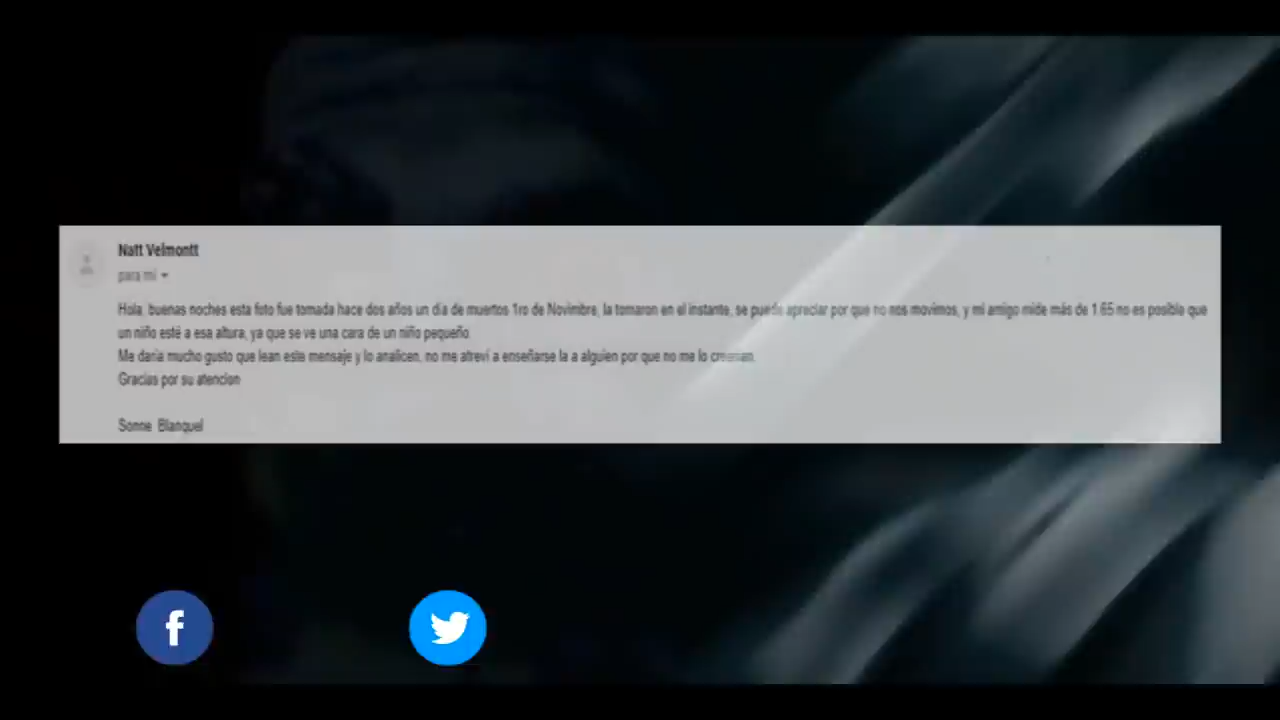 Natt Velmontt
para mí
Hola, buenas noches esta foto fue tomada hace dos años un día de muertos 1ro de Novimbre, la tomaron en el instante, se puede apreciar por que no nos movimos, y mi amigo mide más de 1.65 no es posible que
un niño esté a esa altura, ya que se ve una cara de un niño pequeño.
Me daría mucho gusto que lean este mensaje y lo analicen, no me atreví a enseñarse la a alguien por que no me lo creerían.
Gracias por su atencion
Sonne Blanquel